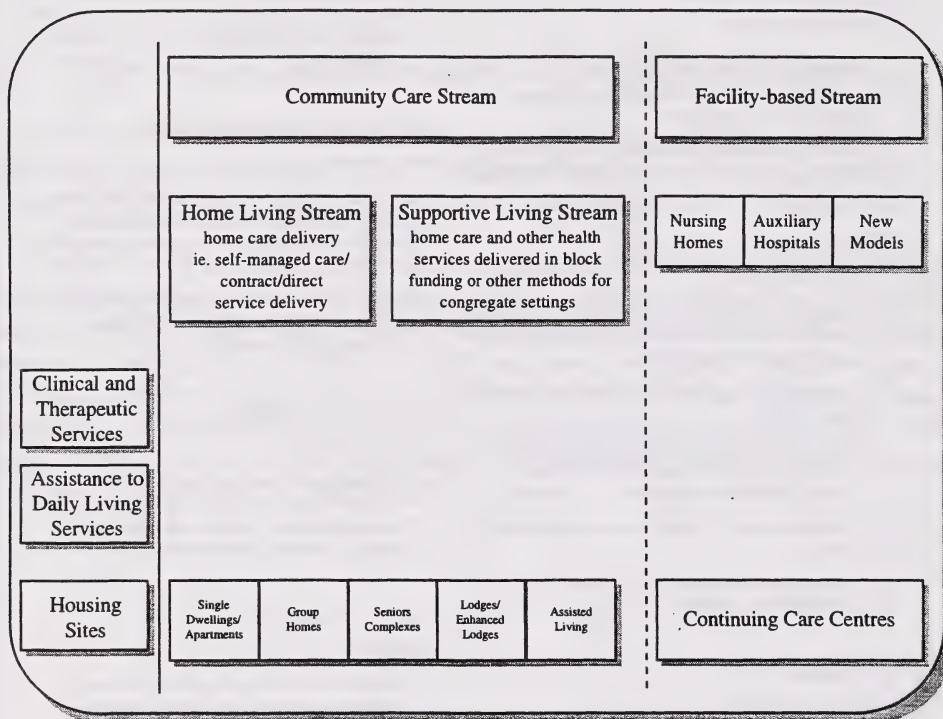 Community Care Stream
Facility-based Stream
Home Living Stream
home care delivery
ie. self-managed care/
contract/direct
service delivery
Supportive Living Stream
home care and other health
services delivered in block
funding or other methods for
congregate settings
Nursing
Homes
Auxiliary
Hospitals
New
Models
Clinical and
Therapeutic
Services
Assistance to
Daily Living
Services
Housing
Sites
Single
Dwellings/
Apartments
Group
Homes
Seniors
Complexes
Lodges/
Enhanced
Lodges
Assisted
Living
Continuing Care Centres